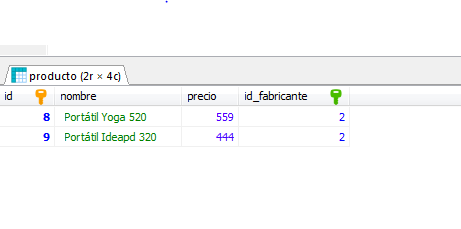 producto (2r × 4c)
id nombre precio id_fabricante
8 Portátil Yoga 520 559 2
9 Portátil Ideapd 320 444 2